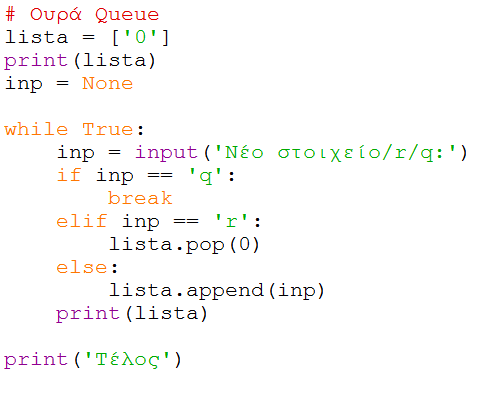 # Ουρά Queue
lista = ['0']
print(lista)
inp = None

while True:
    inp = input('Νέο στοιχείο/r/q:')
    if inp == 'q':
        break
    elif inp == 'r':
        lista.pop(0)
    else:
        lista.append(inp)
    print(lista)

print('Τέλος')